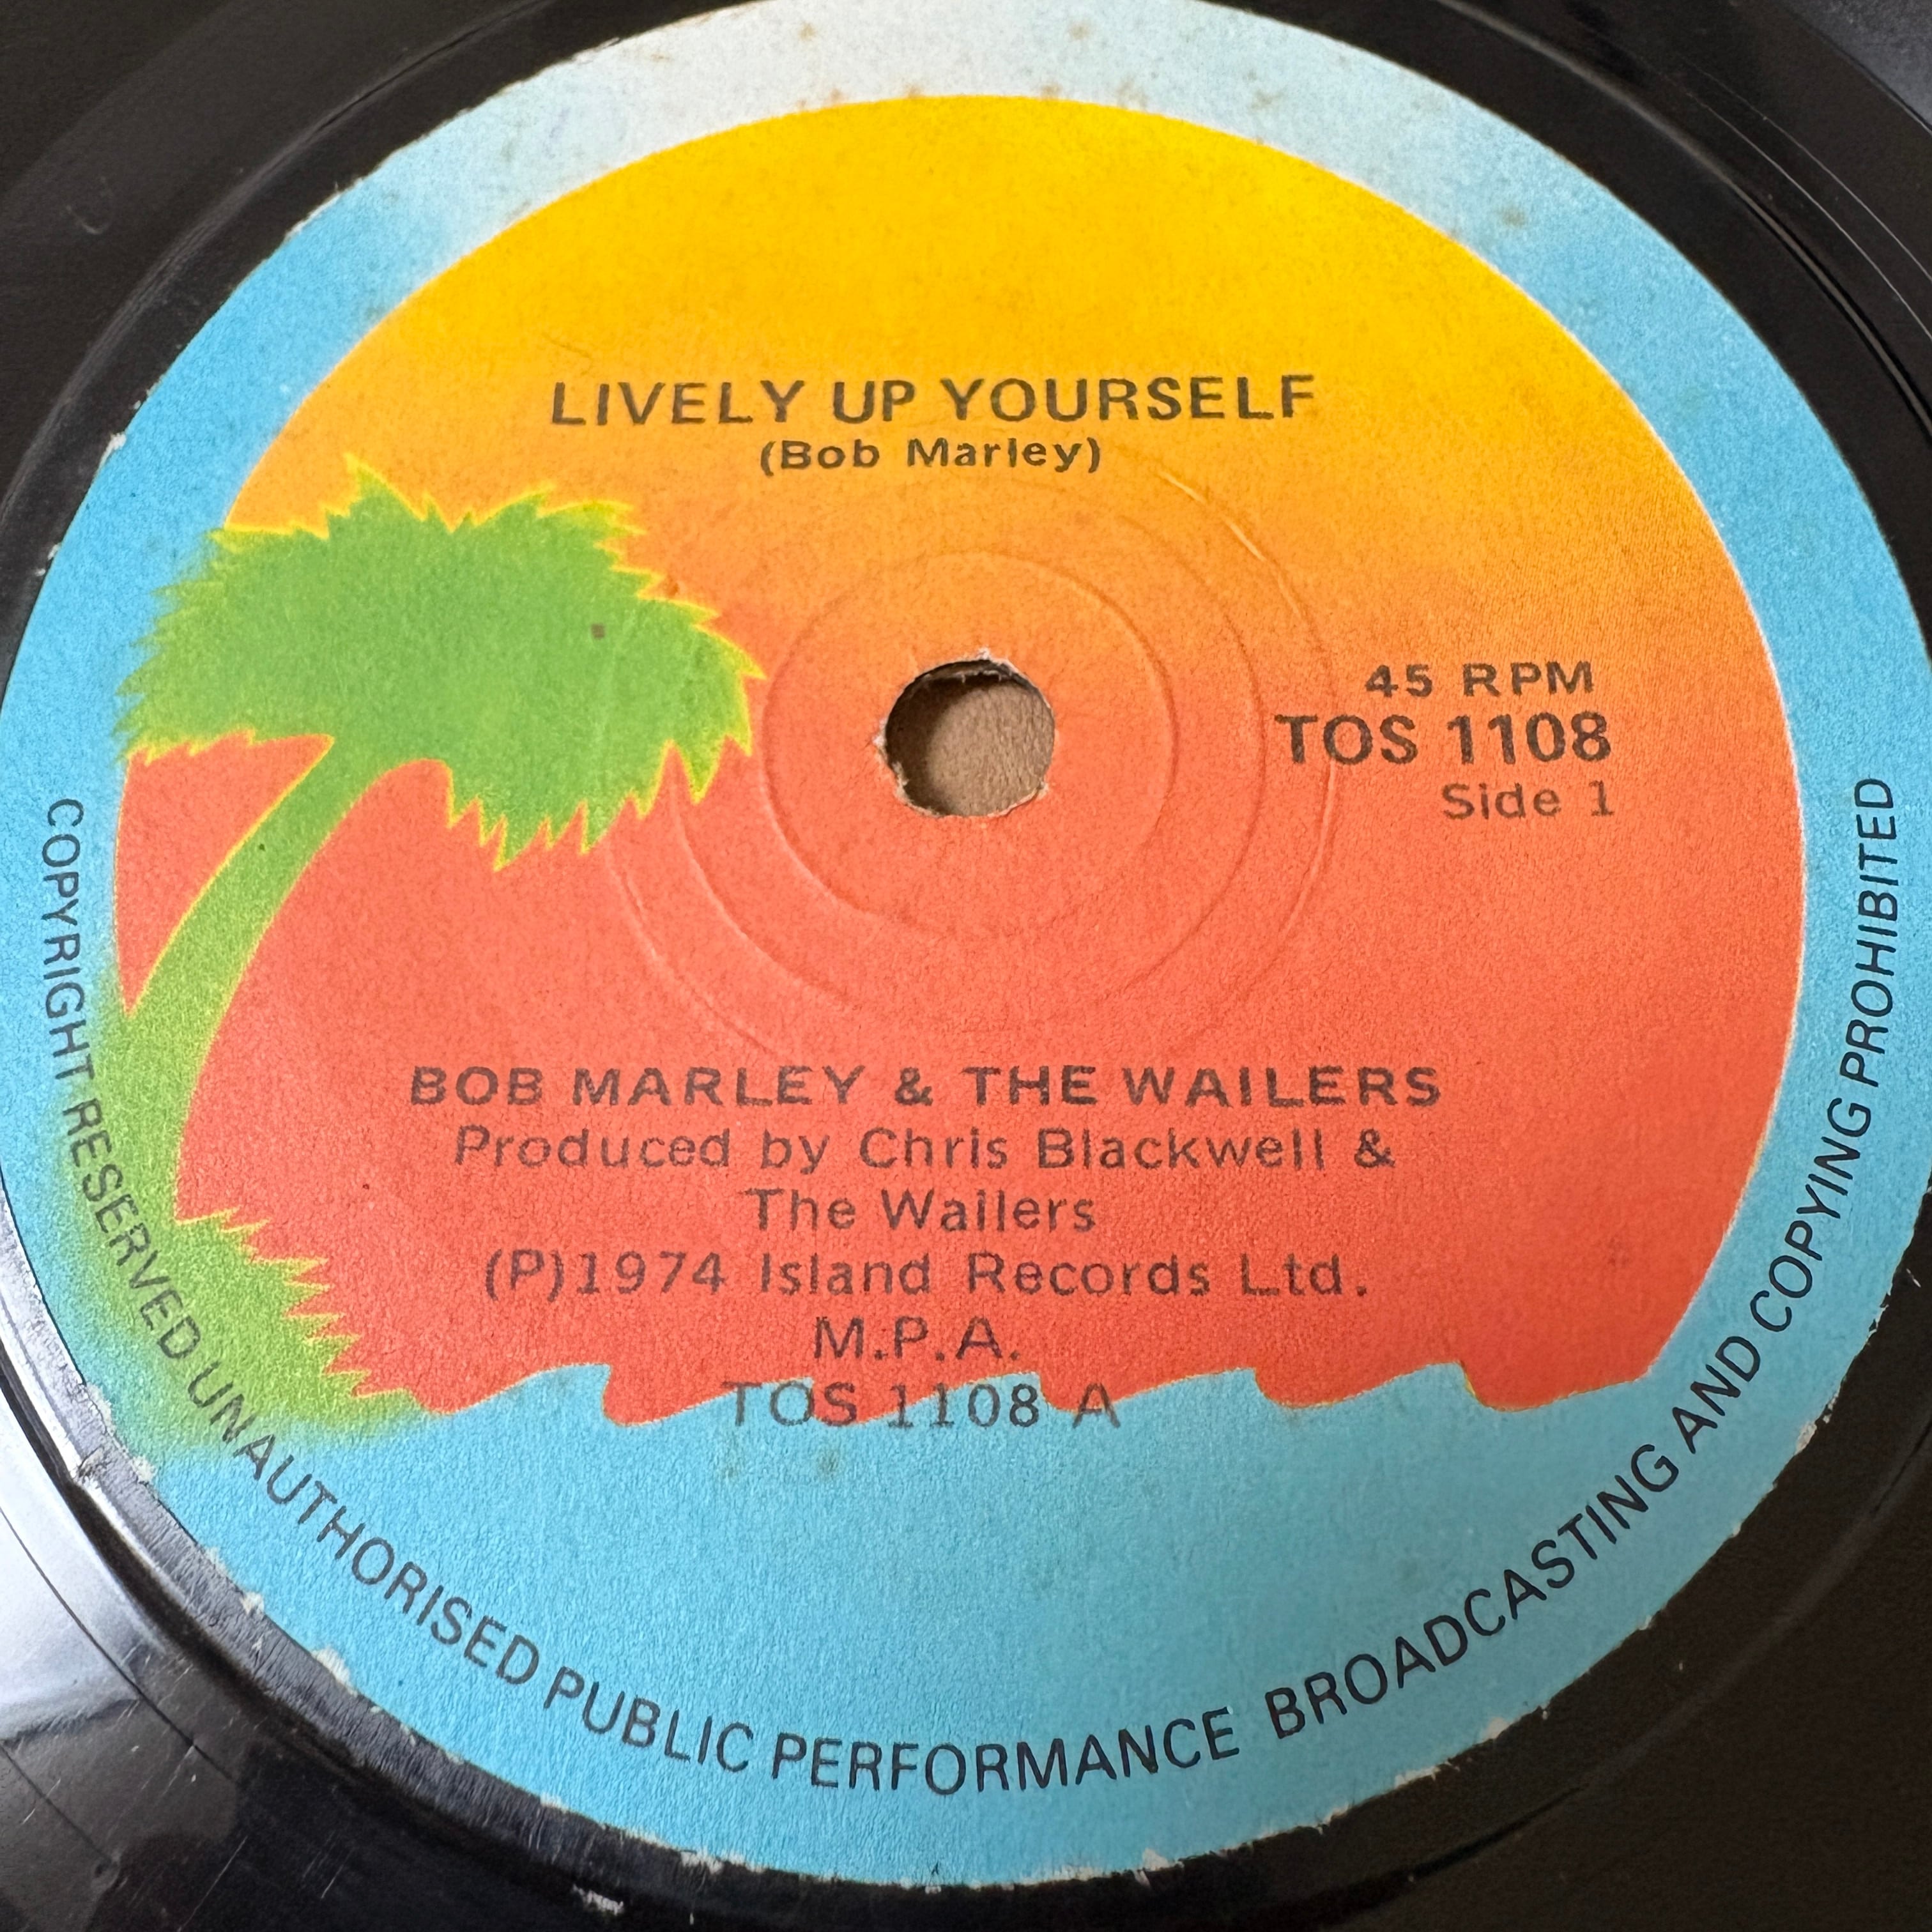 LIVELY UP YOURSELF
(Bob Marley)
45 RPM
TOS 1108
Side 1
BOB MARLEY & THE WAILERS
Produced by Chris Blackwell &
The Wailers
(P)1974 Island Records Ltd.
M.P.A.
TOS 1108 A
COPYRIGHT RESERVED UNAUTHORISED PUBLIC PERFORMANCE BROADCASTING AND COPYING PROHIBITED